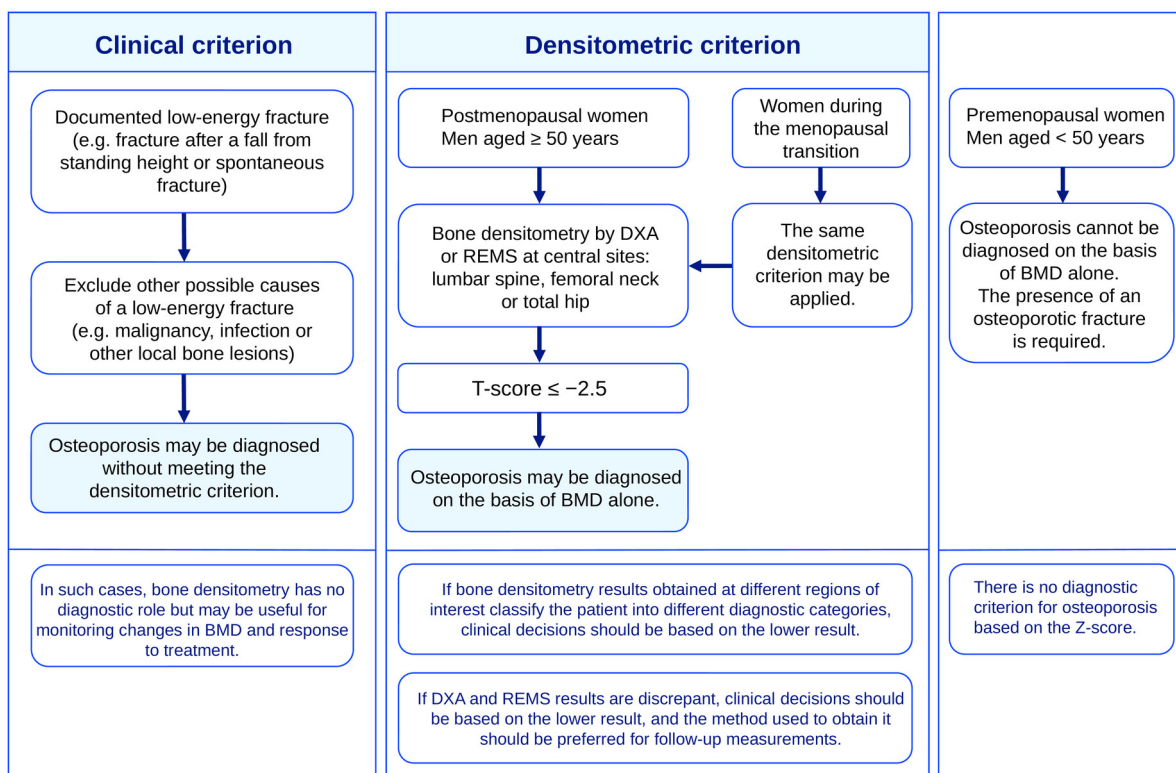 Clinical criterion
Documented low-energy fracture
(e.g. fracture after a fall from
standing height or spontaneous
fracture)
Exclude other possible causes
of a low-energy fracture
(e.g. malignancy, infection or
other local bone lesions)
Osteoporosis may be diagnosed
without meeting the
densitometric criterion.
In such cases, bone densitometry has no
diagnostic role but may be useful for
monitoring changes in BMD and response
to treatment.
Densitometric criterion
Postmenopausal women
Men aged ≥ 50 years
Women during
the menopausal
transition
Bone densitometry by DXA
or REMS at central sites:
lumbar spine, femoral neck
or total hip
The same
densitometric
criterion may be
applied.
T-score ≤ −2.5
Osteoporosis may be diagnosed
on the basis of BMD alone.
If bone densitometry results obtained at different regions of
interest classify the patient into different diagnostic categories,
clinical decisions should be based on the lower result.
If DXA and REMS results are discrepant, clinical decisions should
be based on the lower result, and the method used to obtain it
should be preferred for follow-up measurements.
Premenopausal women
Men aged < 50 years
Osteoporosis cannot be
diagnosed on the basis
of BMD alone.
The presence of an
osteoporotic fracture
is required.
There is no diagnostic
criterion for osteoporosis
based on the Z-score.